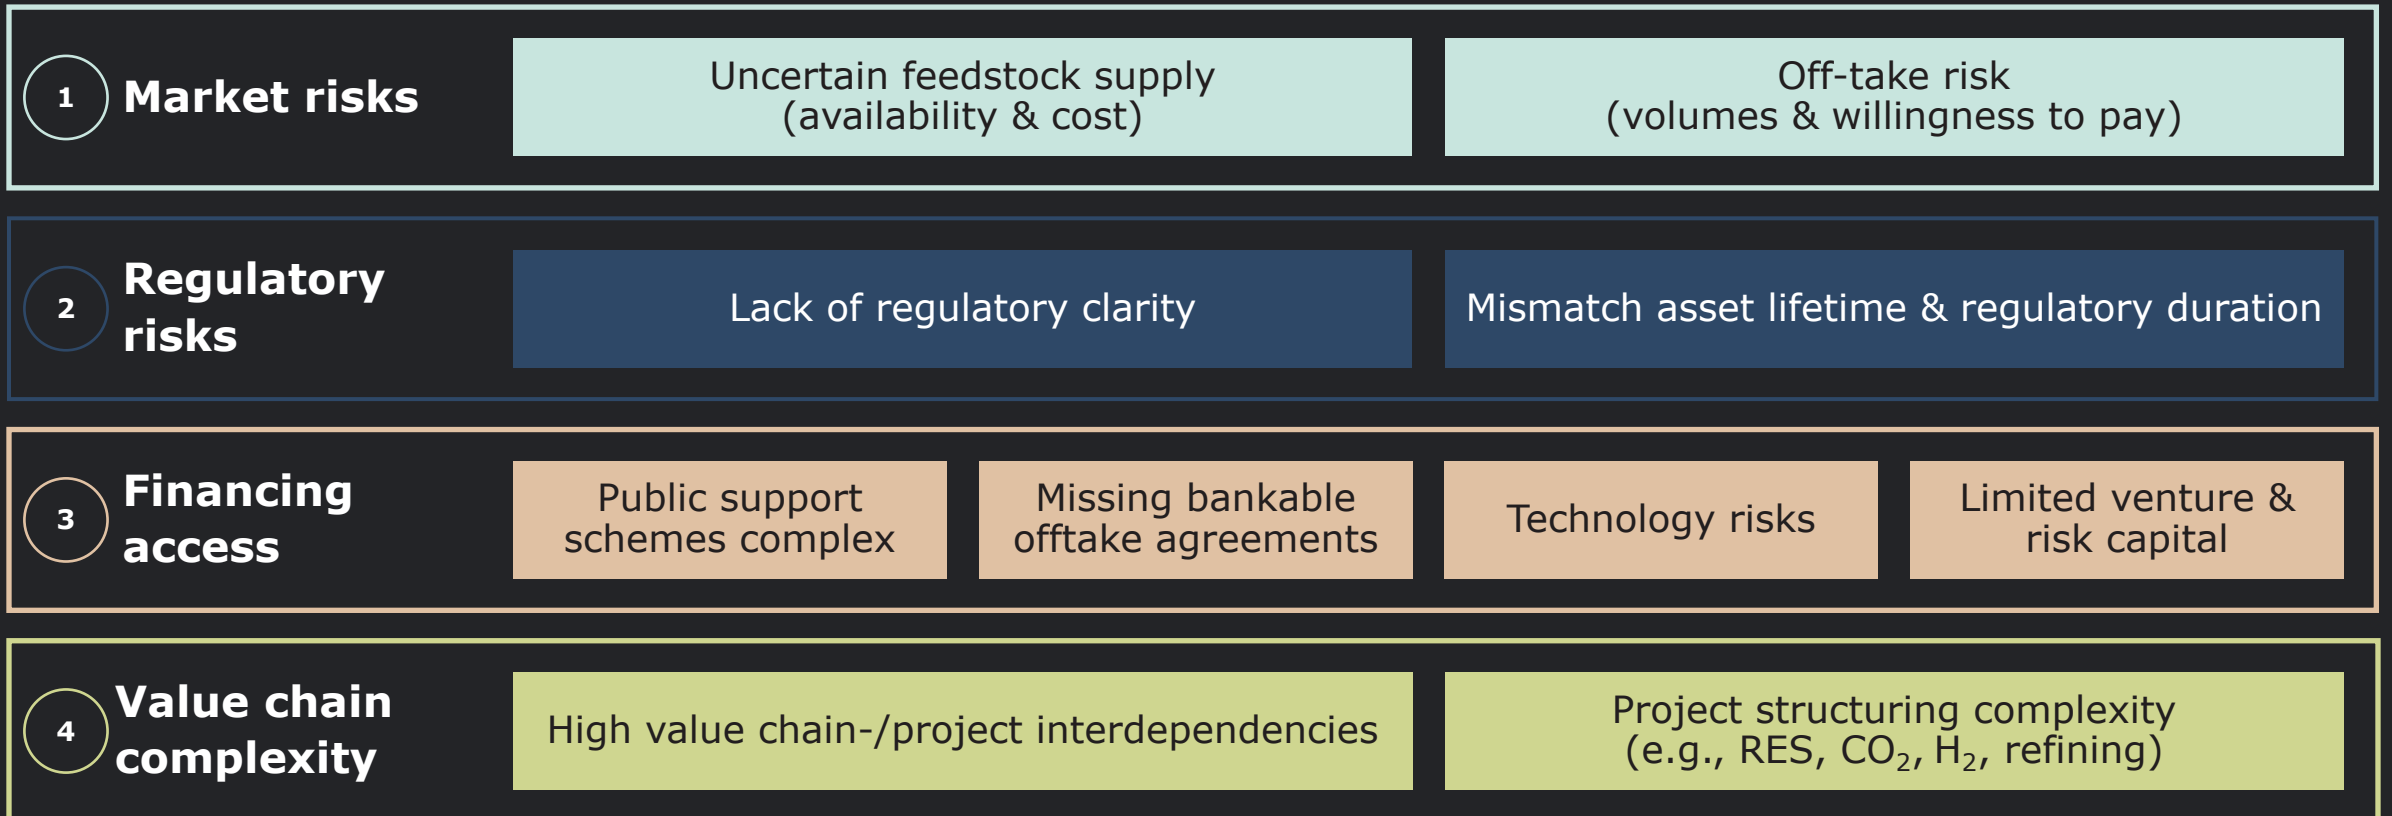 1
Market risks
Uncertain feedstock supply
(availability & cost)
Off-take risk
(volumes & willingness to pay)
2
Regulatory
risks
Lack of regulatory clarity
Mismatch asset lifetime & regulatory duration
3
Financing
access
Public support
schemes complex
Missing bankable
offtake agreements
Technology risks
Limited venture &
risk capital
4
Value chain
complexity
High value chain-/project interdependencies
Project structuring complexity
(e.g., RES, CO₂, H₂, refining)